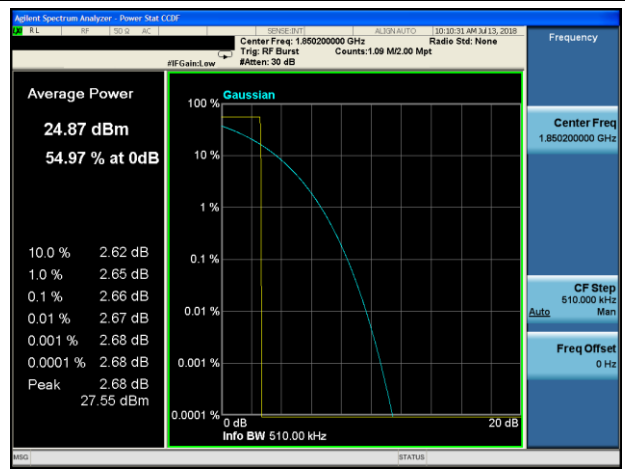 Agilent Spectrum Analyzer - Power Stat CCDF
RL RF 50 Ω AC SENSE:INT ALIGN AUTO 10:10:31 AM Jul 13, 2018
Center Freq: 1.850200000 GHz Radio Std: None
Trig: RF Burst Counts:1.09 M/2.00 Mpt
#IFGain:Low #Atten: 30 dB
Frequency
Average Power
24.87 dBm
54.97 % at 0dB
10.0 % 2.62 dB
1.0 % 2.65 dB
0.1 % 2.66 dB
0.01 % 2.67 dB
0.001 % 2.68 dB
0.0001 % 2.68 dB
Peak 2.68 dB
27.55 dBm
Gaussian
100 %
10 %
1 %
0.1 %
0.01 %
0.001 %
0.0001 %
0 dB 20 dB
Info BW 510.00 kHz
Center Freq
1.850200000 GHz
CF Step
510.000 kHz
Auto Man
Freq Offset
0 Hz
MSG STATUS